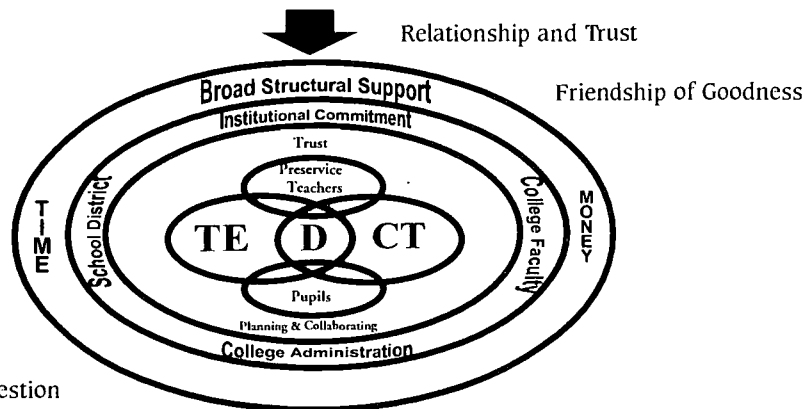 Relationship and Trust
Broad Structural Support
Friendship of Goodness
Institutional Commitment
Trust
Preservice
Teachers
TIME
School District
TE
D
CT
College Faculty
MONEY
Pupils
Planning & Collaborating
College Administration
estion